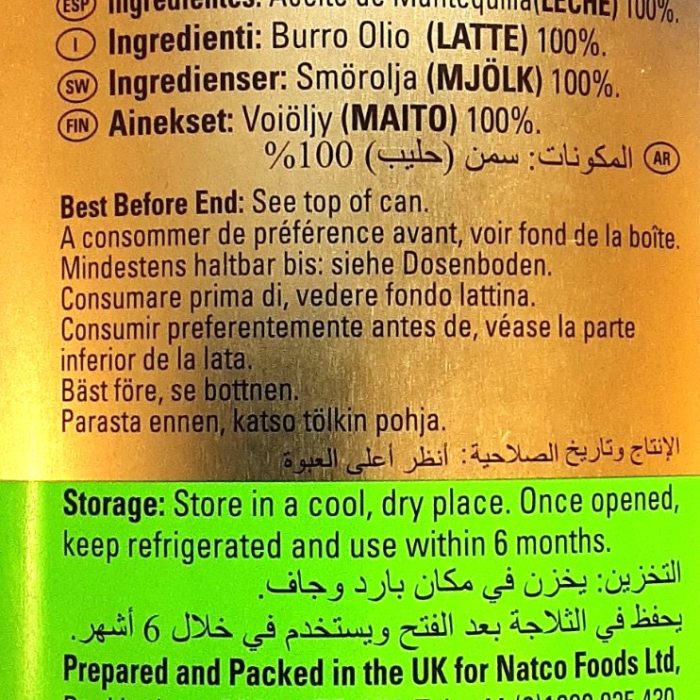 ESP Ingredientes: Aceite de Mantequilla(LECHE) 100%.
I Ingredienti: Burro Olio (LATTE) 100%.
SW Ingredienser: Smörolja (MJÖLK) 100%.
FIN Ainekset: Voiöljy (MAITO) 100%.
AR المكونات: سمن (حليب) 100%
Best Before End: See top of can.
A consommer de préférence avant, voir fond de la boîte.
Mindestens haltbar bis: siehe Dosenboden.
Consumare prima di, vedere fondo lattina.
Consumir preferentemente antes de, véase la parte
inferior de la lata.
Bäst före, se bottnen.
Parasta ennen, katso tölkin pohja.
الإنتاج وتاريخ الصلاحية: أنظر أعلى العبوة
Storage: Store in a cool, dry place. Once opened,
keep refrigerated and use within 6 months.
التخزين: يخزن في مكان بارد وجاف.
يحفظ في الثلاجة بعد الفتح ويستخدم في خلال 6 أشهر.
Prepared and Packed in the UK for Natco Foods Ltd,